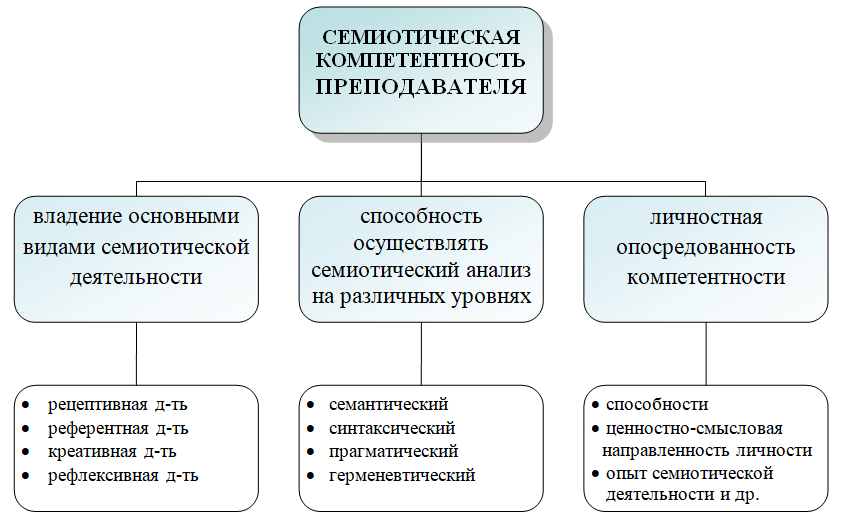 СЕМИОТИЧЕСКАЯ
КОМПЕТЕНТНОСТЬ
ПРЕПОДАВАТЕЛЯ
владение основными
видами семиотической
деятельности
способность
осуществлять
семиотический анализ
на различных уровнях
личностная
опосредованность
компетентности
• рецептивная д-ть
• референтная д-ть
• креативная д-ть
• рефлексивная д-ть
• семантический
• синтаксический
• прагматический
• герменевтический
• способности
• ценностно-смысловая
направленность личности
• опыт семиотической
деятельности и др.